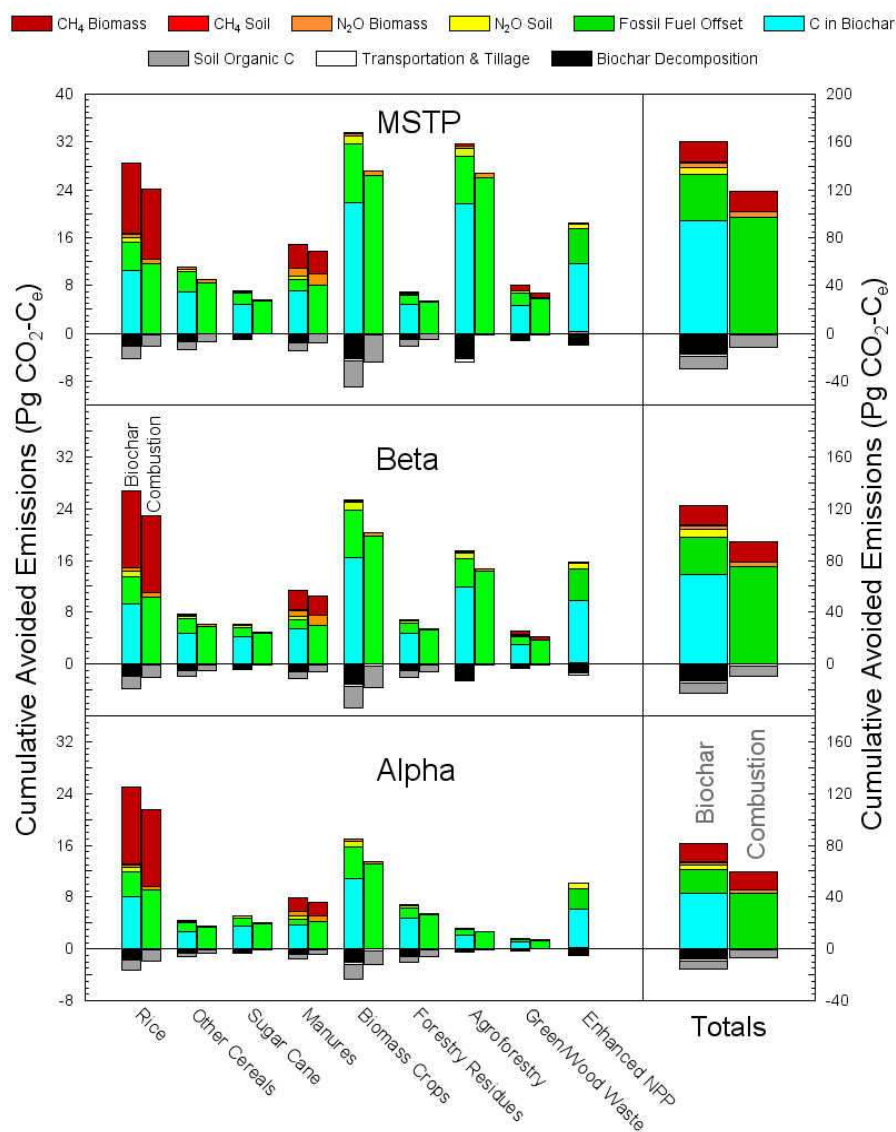 CH₄ Biomass CH₄ Soil N₂O Biomass N₂O Soil Fossil Fuel Offset C in Biochar
Soil Organic C Transportation & Tillage Biochar Decomposition
Cumulative Avoided Emissions (Pg CO₂-Cₑ)
40
32
24
16
8
0
-8
MSTP
200
160
120
80
40
0
-40
32
24
16
8
0
Biochar
Combustion
Beta
160
120
80
40
0
32
24
16
8
0
-8
Alpha
Biochar
Combustion
160
120
80
40
0
-40
Cumulative Avoided Emissions (Pg CO₂-Cₑ)
Rice
Other Cereals
Sugar Cane
Manures
Biomass Crops
Forestry Residues
Agroforestry
Green/Wood Waste
Enhanced NPP
Totals